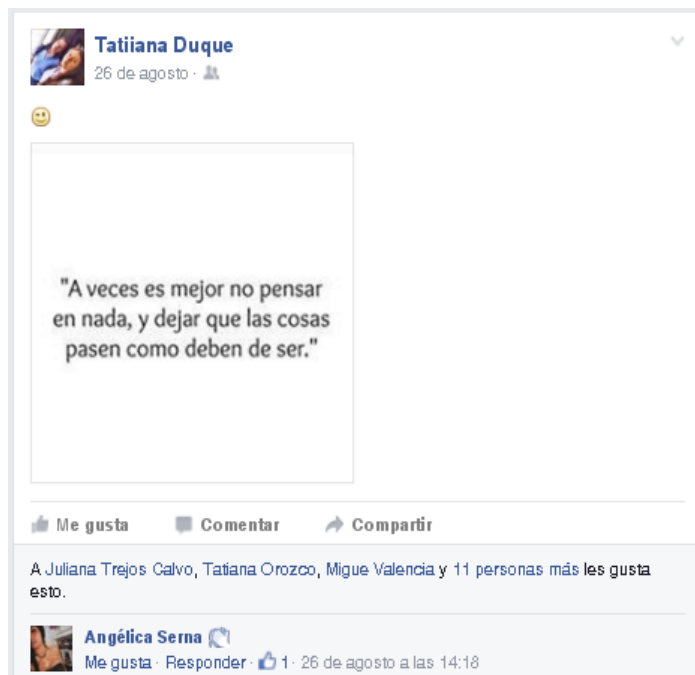 Tatiiana Duque
26 de agosto ·
"A veces es mejor no pensar
en nada, y dejar que las cosas
pasen como deben de ser."
Me gusta Comentar Compartir
A Juliana Trejos Calvo, Tatiana Orozco, Migue Valencia y 11 personas más les gusta
esto.
Angélica Serna
Me gusta · Responder · 1 · 26 de agosto a las 14:18